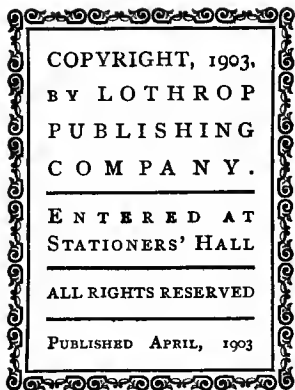 COPYRIGHT, 1903,
BY LOTHROP
PUBLISHING
COMPANY.
ENTERED AT
STATIONERS' HALL
ALL RIGHTS RESERVED
PUBLISHED APRIL, 1903